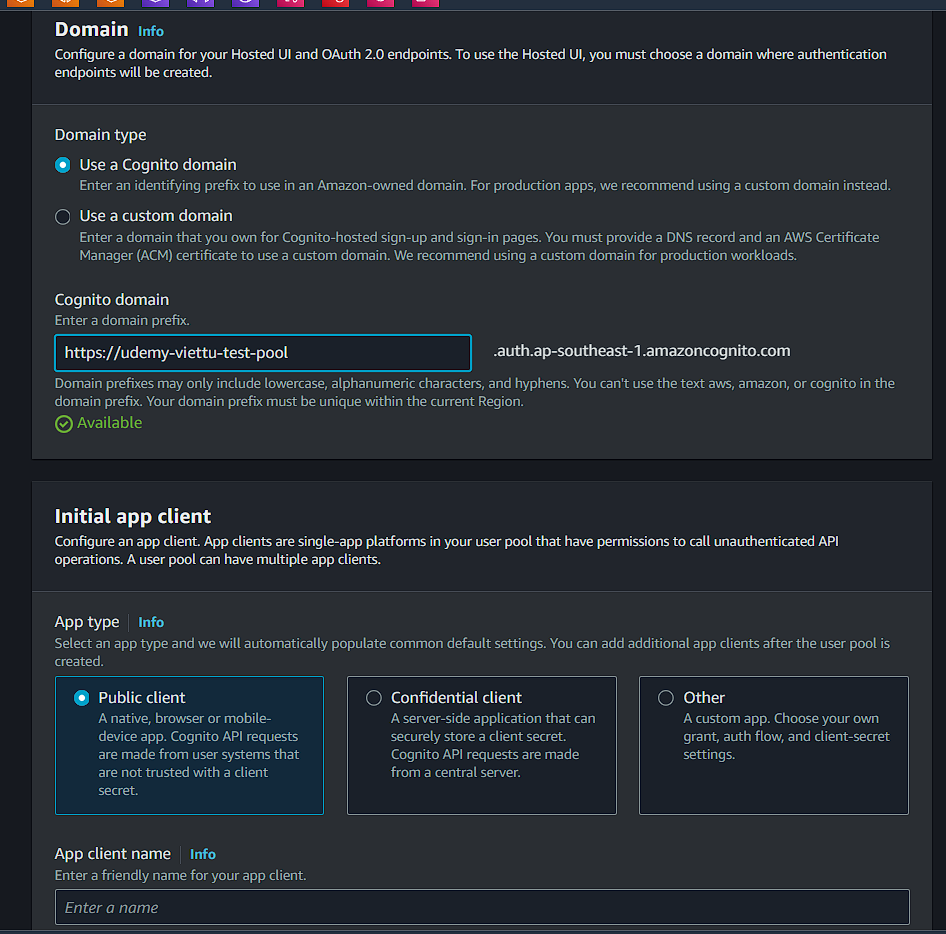 Domain Info
Configure a domain for your Hosted UI and OAuth 2.0 endpoints. To use the Hosted UI, you must choose a domain where authentication
endpoints will be created.
Domain type
Use a Cognito domain
Enter an identifying prefix to use in an Amazon-owned domain. For production apps, we recommend using a custom domain instead.
Use a custom domain
Enter a domain that you own for Cognito-hosted sign-up and sign-in pages. You must provide a DNS record and an AWS Certificate
Manager (ACM) certificate to use a custom domain. We recommend using a custom domain for production workloads.
Cognito domain
Enter a domain prefix.
https://udemy-viettu-test-pool .auth.ap-southeast-1.amazoncognito.com
Domain prefixes may only include lowercase, alphanumeric characters, and hyphens. You can't use the text aws, amazon, or cognito in the
domain prefix. Your domain prefix must be unique within the current Region.
Available
Initial app client
Configure an app client. App clients are single-app platforms in your user pool that have permissions to call unauthenticated API
operations. A user pool can have multiple app clients.
App type Info
Select an app type and we will automatically populate common default settings. You can add additional app clients after the user pool is
created.
Public client
A native, browser or mobile-
device app. Cognito API requests
are made from user systems that
are not trusted with a client
secret.
Confidential client
A server-side application that can
securely store a client secret.
Cognito API requests are made
from a central server.
Other
A custom app. Choose your own
grant, auth flow, and client-secret
settings.
App client name Info
Enter a friendly name for your app client.
Enter a name